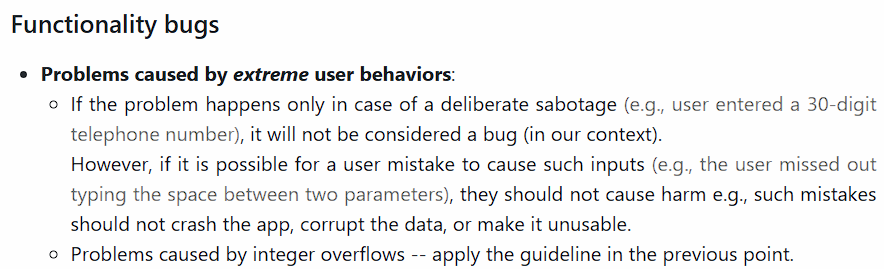 Functionality bugs
• Problems caused by extreme user behaviors:
○ If the problem happens only in case of a deliberate sabotage (e.g., user entered a 30-digit
telephone number), it will not be considered a bug (in our context).
However, if it is possible for a user mistake to cause such inputs (e.g., the user missed out
typing the space between two parameters), they should not cause harm e.g., such mistakes
should not crash the app, corrupt the data, or make it unusable.
○ Problems caused by integer overflows -- apply the guideline in the previous point.